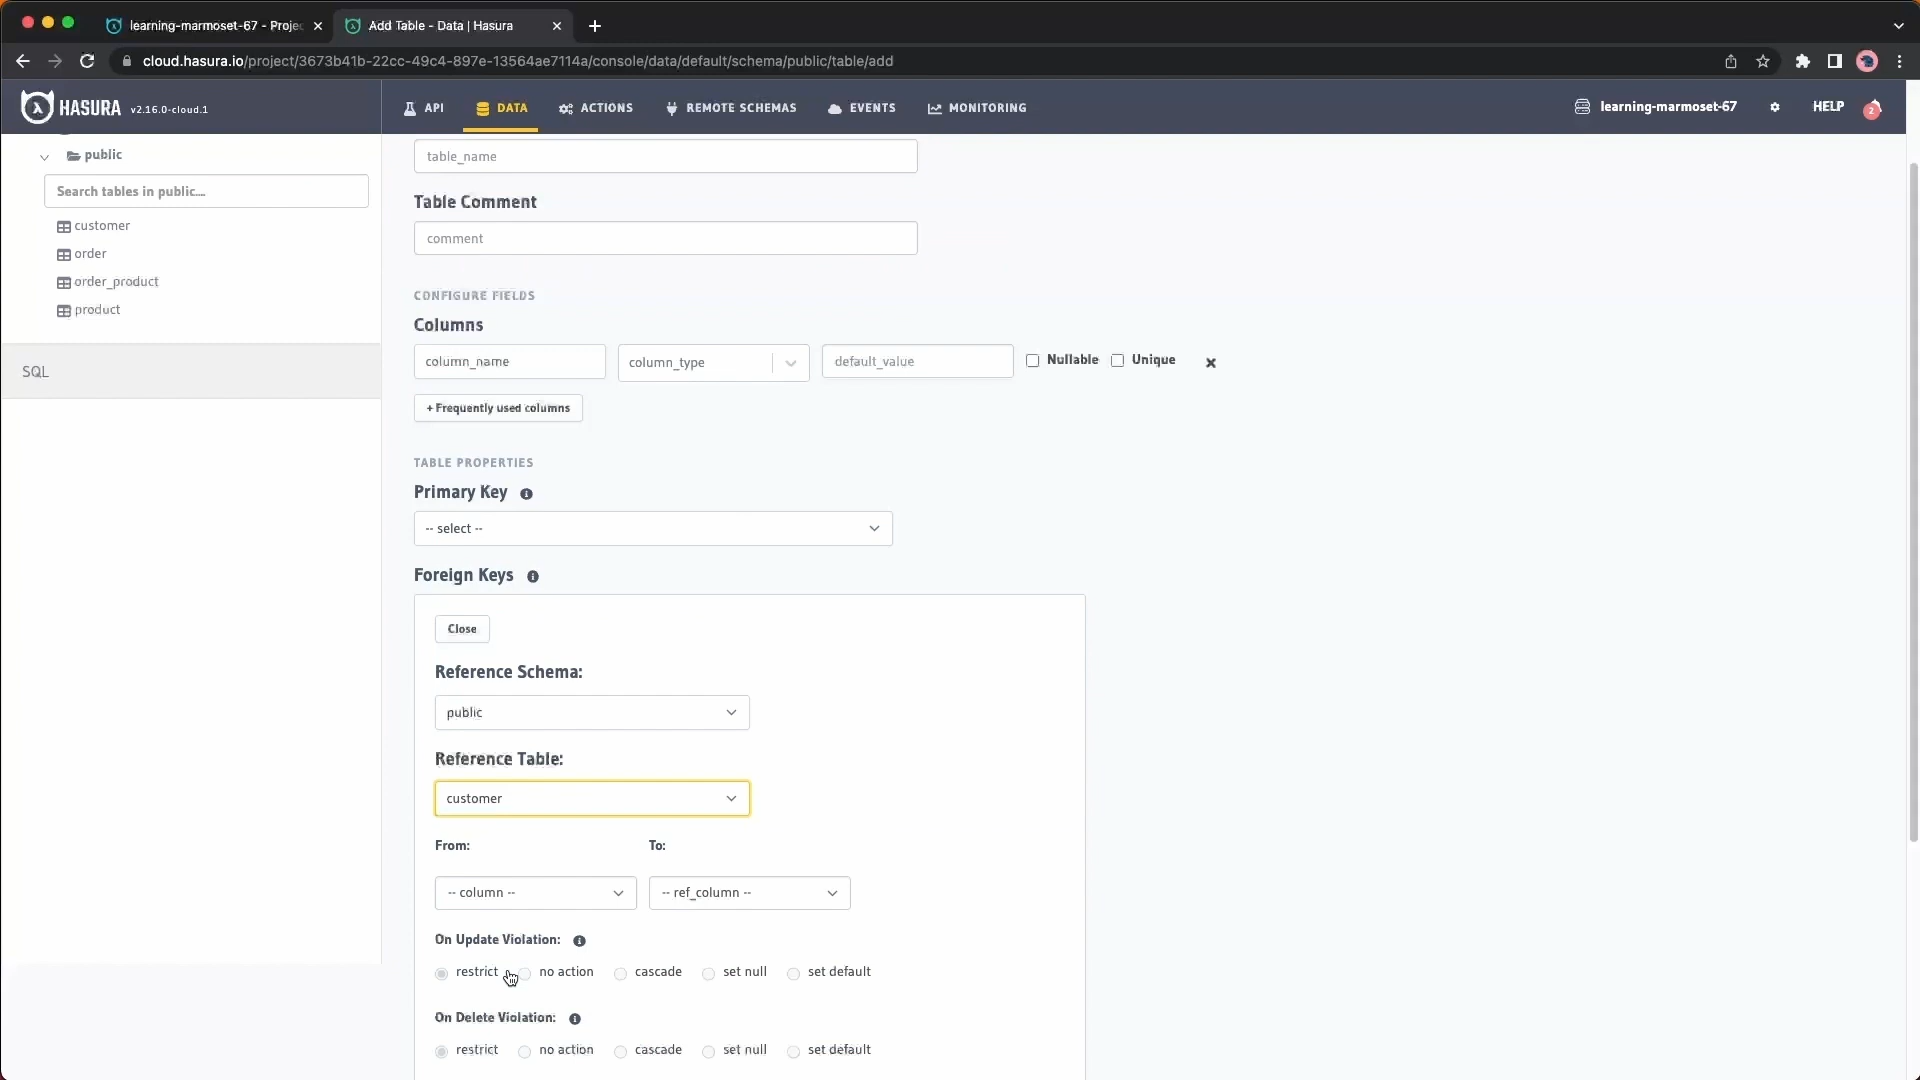 learning-marmoset-67 - Projec
Add Table - Data | Hasura
cloud.hasura.io/project/3673b41b-22cc-49c4-897e-13564ae7114a/console/data/default/schema/public/table/add
HASURA v2.16.0-cloud.1
API
DATA
ACTIONS
REMOTE SCHEMAS
EVENTS
MONITORING
learning-marmoset-67
HELP
2
public
Search tables in public....
customer
order
order_product
product
SQL
table_name
Table Comment
comment
CONFIGURE FIELDS
Columns
column_name
column_type
default_value
Nullable
Unique
+ Frequently used columns
TABLE PROPERTIES
Primary Key
-- select --
Foreign Keys
Close
Reference Schema:
public
Reference Table:
customer
From: To:
-- column -- -- ref_column --
On Update Violation:
restrict no action cascade set null set default
On Delete Violation:
restrict no action cascade set null set default